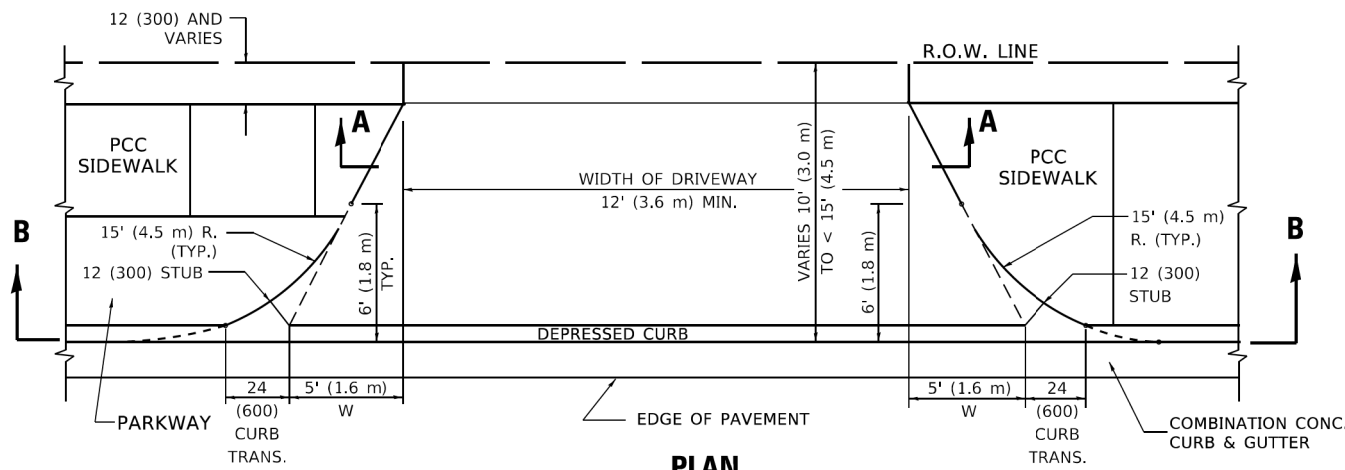 12 (300) AND
VARIES
R.O.W. LINE
A
A
PCC
SIDEWALK
PCC
SIDEWALK
WIDTH OF DRIVEWAY
12' (3.6 m) MIN.
VARIES 10' (3.0 m)
TO < 15' (4.5 m)
B
B
15' (4.5 m) R.
(TYP.)
12 (300) STUB
6' (1.8 m)
TYP.
6' (1.8 m)
15' (4.5 m)
R. (TYP.)
12 (300)
STUB
DEPRESSED CURB
24
(600)
CURB
TRANS.
5' (1.6 m)
W
5' (1.6 m)
W
24
(600)
CURB
TRANS.
PARKWAY
EDGE OF PAVEMENT
COMBINATION CONC.
CURB & GUTTER
PLAN